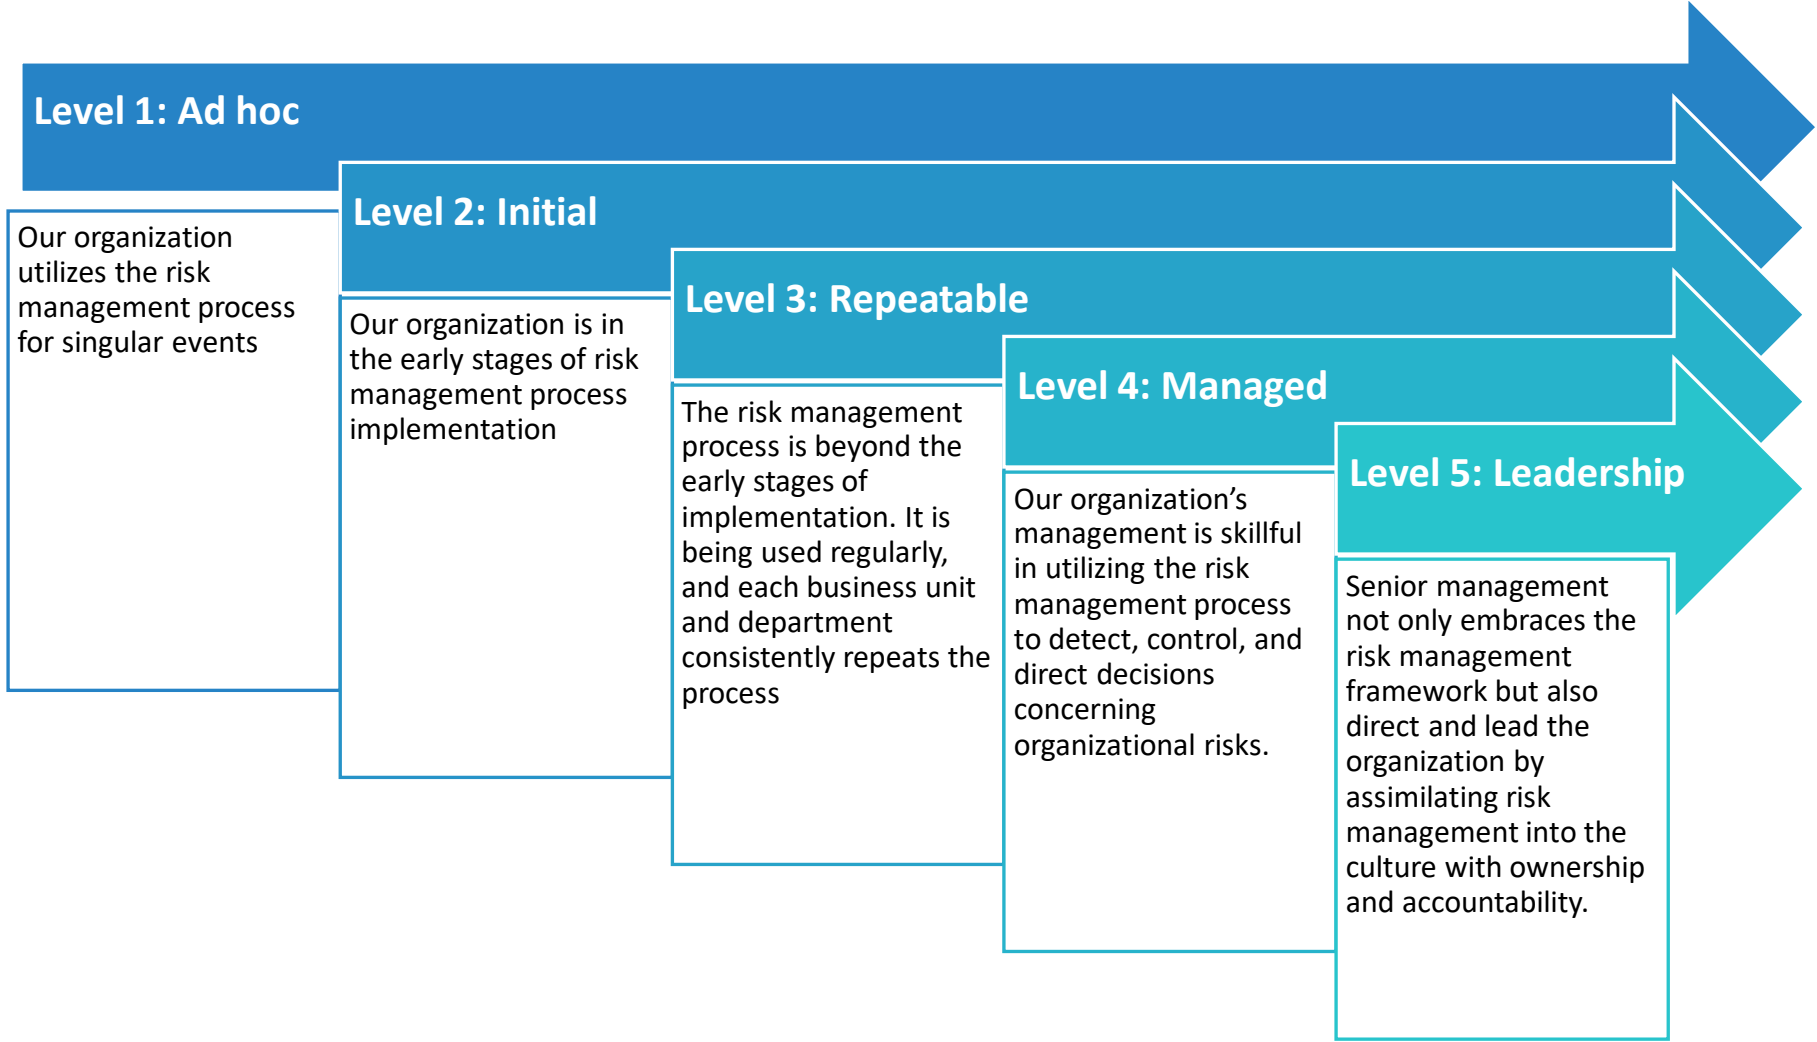 Level 1: Ad hoc
Our organization
utilizes the risk
management process
for singular events
Level 2: Initial
Our organization is in
the early stages of risk
management process
implementation
Level 3: Repeatable
The risk management
process is beyond the
early stages of
implementation. It is
being used regularly,
and each business unit
and department
consistently repeats the
process
Level 4: Managed
Our organization’s
management is skillful
in utilizing the risk
management process
to detect, control, and
direct decisions
concerning
organizational risks.
Level 5: Leadership
Senior management
not only embraces the
risk management
framework but also
direct and lead the
organization by
assimilating risk
management into the
culture with ownership
and accountability.